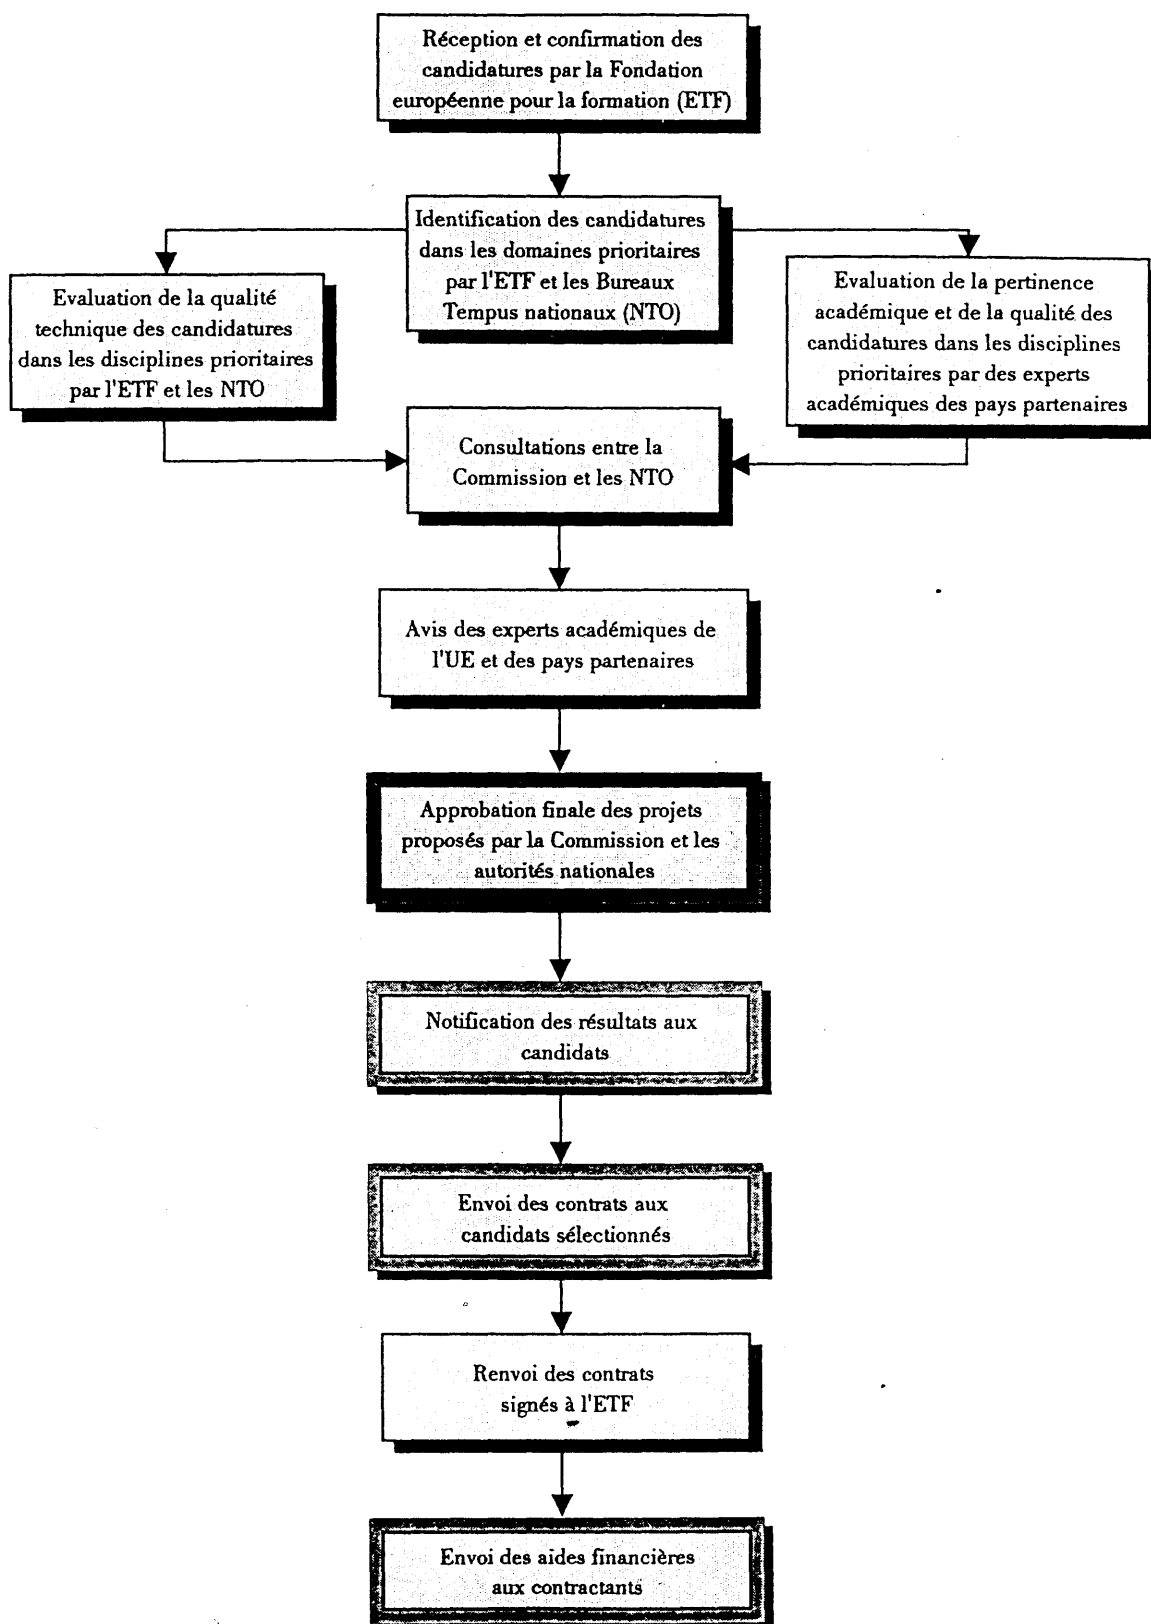 Réception et confirmation des
candidatures par la Fondation
européenne pour la formation (ETF)
Identification des candidatures
dans les domaines prioritaires
par l'ETF et les Bureaux
Tempus nationaux (NTO)
Evaluation de la qualité
technique des candidatures
dans les disciplines prioritaires
par l'ETF et les NTO
Evaluation de la pertinence
académique et de la qualité des
candidatures dans les disciplines
prioritaires par des experts
académiques des pays partenaires
Consultations entre la
Commission et les NTO
Avis des experts académiques de
l'UE et des pays partenaires
Approbation finale des projets
proposés par la Commission et les
autorités nationales
Notification des résultats aux
candidats
Envoi des contrats aux
candidats sélectionnés
Renvoi des contrats
signés à l'ETF
Envoi des aides financières
aux contractants